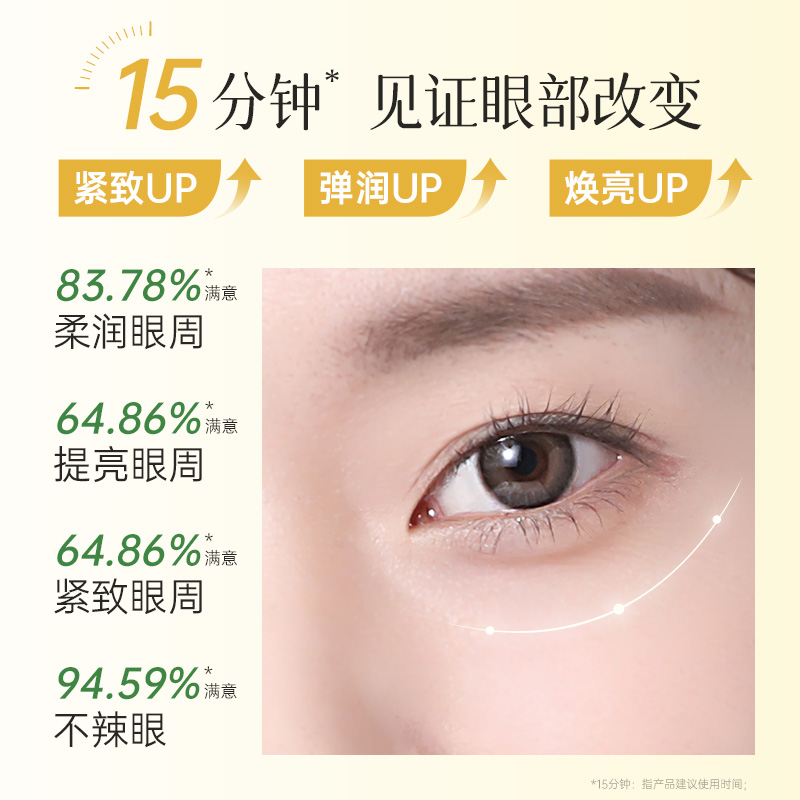 15分钟* 见证眼部改变
紧致UP
弹润UP
焕亮UP
83.78%*满意
柔润眼周
64.86%*满意
提亮眼周
64.86%*满意
紧致眼周
94.59%*满意
不辣眼
*15分钟：指产品建议使用时间；